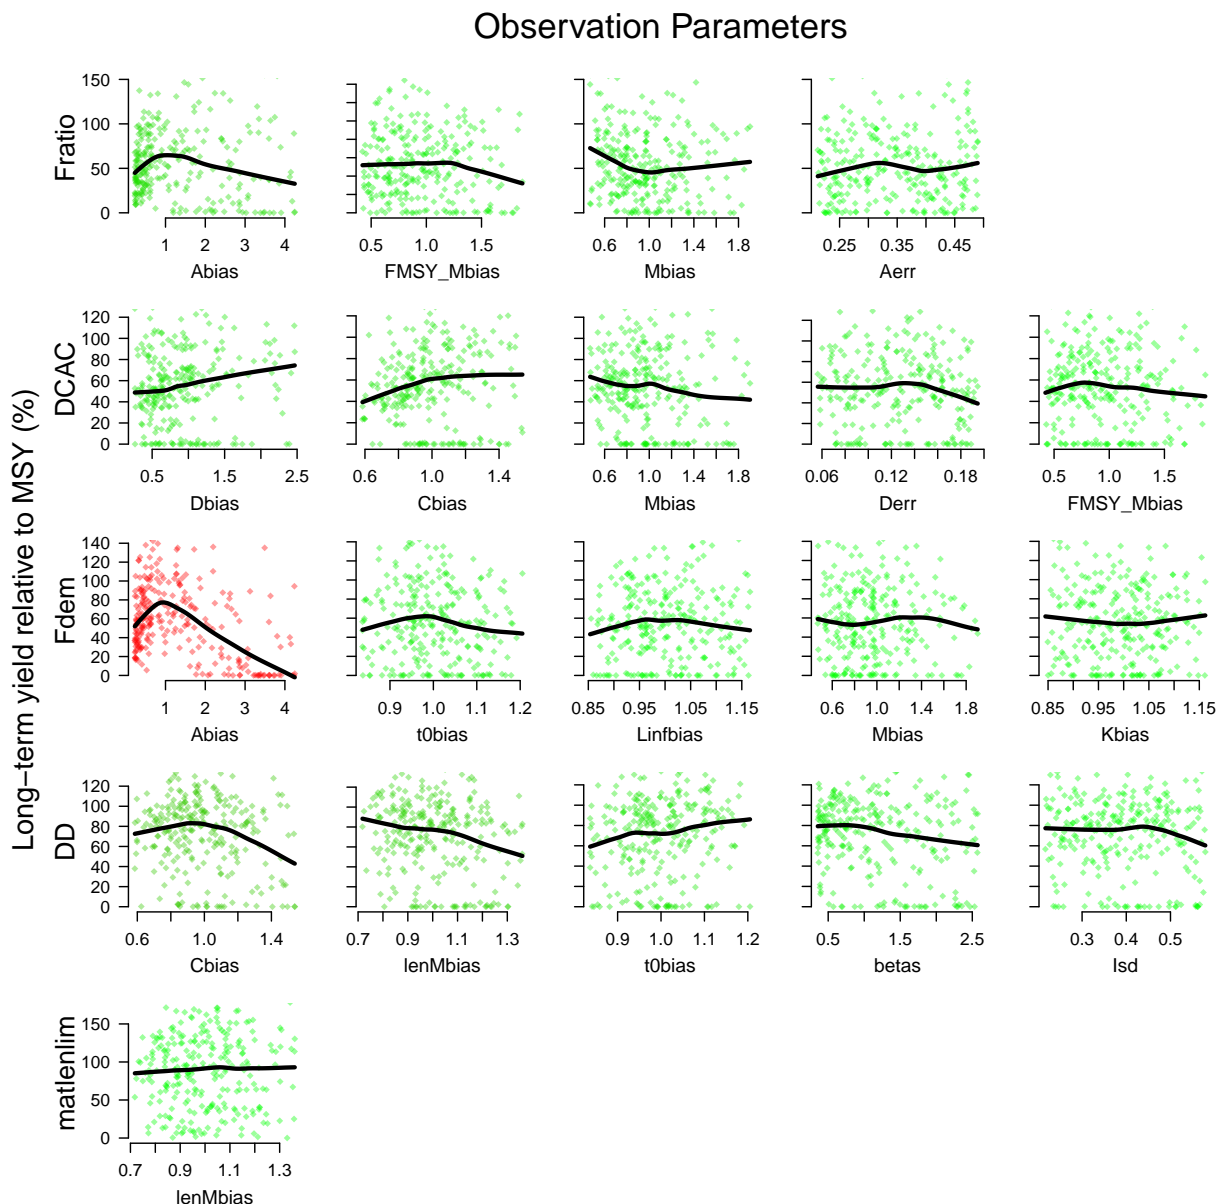 Observation Parameters
Long−term yield relative to MSY (%)
Fratio
0 50 100 150
1 2 3 4
Abias
0.5 1.0 1.5
FMSY_Mbias
0.6 1.0 1.4 1.8
Mbias
0.25 0.35 0.45
Aerr
DCAC
0 20 40 60 80 100 120
0.5 1.5 2.5
Dbias
0.6 1.0 1.4
Cbias
0.6 1.0 1.4 1.8
Mbias
0.06 0.12 0.18
Derr
0.5 1.0 1.5
FMSY_Mbias
Fdem
0 20 40 60 80 100 120 140
1 2 3 4
Abias
0.9 1.0 1.1 1.2
t0bias
0.85 0.95 1.05 1.15
Linfbias
0.6 1.0 1.4 1.8
Mbias
0.85 0.95 1.05 1.15
Kbias
DD
0 20 40 60 80 100 120
0.6 1.0 1.4
Cbias
0.7 0.9 1.1 1.3
lenMbias
0.9 1.0 1.1 1.2
t0bias
0.5 1.5 2.5
betas
0.3 0.4 0.5
Isd
matlenlim
0 50 100 150
0.7 0.9 1.1 1.3
lenMbias